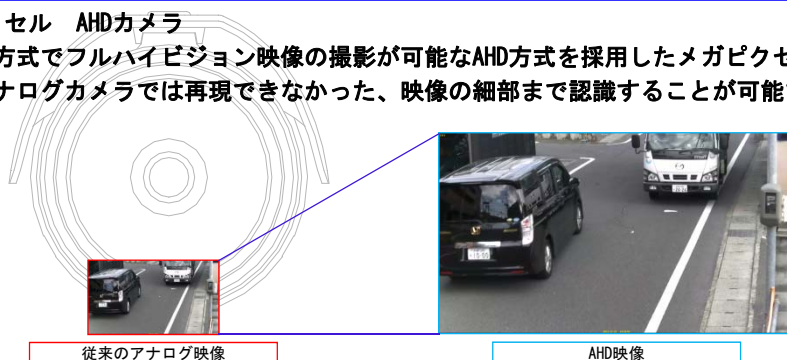 セル　AHDカメラ
方式でフルハイビジョン映像の撮影が可能なAHD方式を採用したメガピクセ
ナログカメラでは再現できなかった、映像の細部まで認識することが可能
従来のアナログ映像
AHD映像